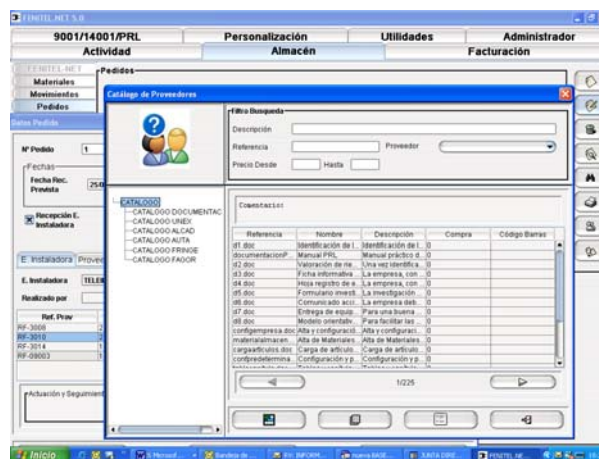 FENITEL.NET 5.0
9001/14001/PRL Personalización Utilidades Administrador
Actividad Almacén Facturación
FENITEL-NET
Pedidos
Materiales
Movimientos
Pedidos
Catálogo de Proveedores
Datos Pedido
Filtro Busqueda
Descripción
Referencia Proveedor
Precio Desde Hasta
Nº Pedido 1
Fechas
Fecha Rec.
Prevista
Recepción E.
Instaladora
E. Instaladora
E. Instaladora
Realizado por
Ref. Prov
RF-3008
RF-3010
RF-3014
RF-09003
Actuación y Seguimient
CATALOGO
CATALOGO DOCUMENTAC
CATALOGO UNEX
CATALOGO ALCAD
CATALOGO AUTA
CATALOGO FRINOE
CATALOGO FAGOR
Comentario:
Referencia Nombre Descripción Compra Código Barras
d1.doc Identificación de l... Identificación de l... 0
documentacionP... Manual PRL Manual práctico d... 0
d2.doc Valoración de rie... Una vez identifica... 0
d3.doc Ficha informativa ... La empresa, con ... 0
d4.doc Hoja registro de a... La empresa, con ... 0
d5.doc Formulario investi... La investigación ... 0
d6.doc Comunicado acci... La empresa deb... 0
d7.doc Entrega de equip... Para una buena ... 0
d8.doc Modelo orientativ... Para facilitar las ... 0
configempresa.doc Alta y configuraci... Alta y configuraci... 0
materialalmacen... Alta de Materiales... Alta de Materiales... 0
cargaarticulos.doc Carga de artículo... Carga de artículo... 0
confpredetermina... Configuración y p... Configuración y p... 0
1/225
Inicio